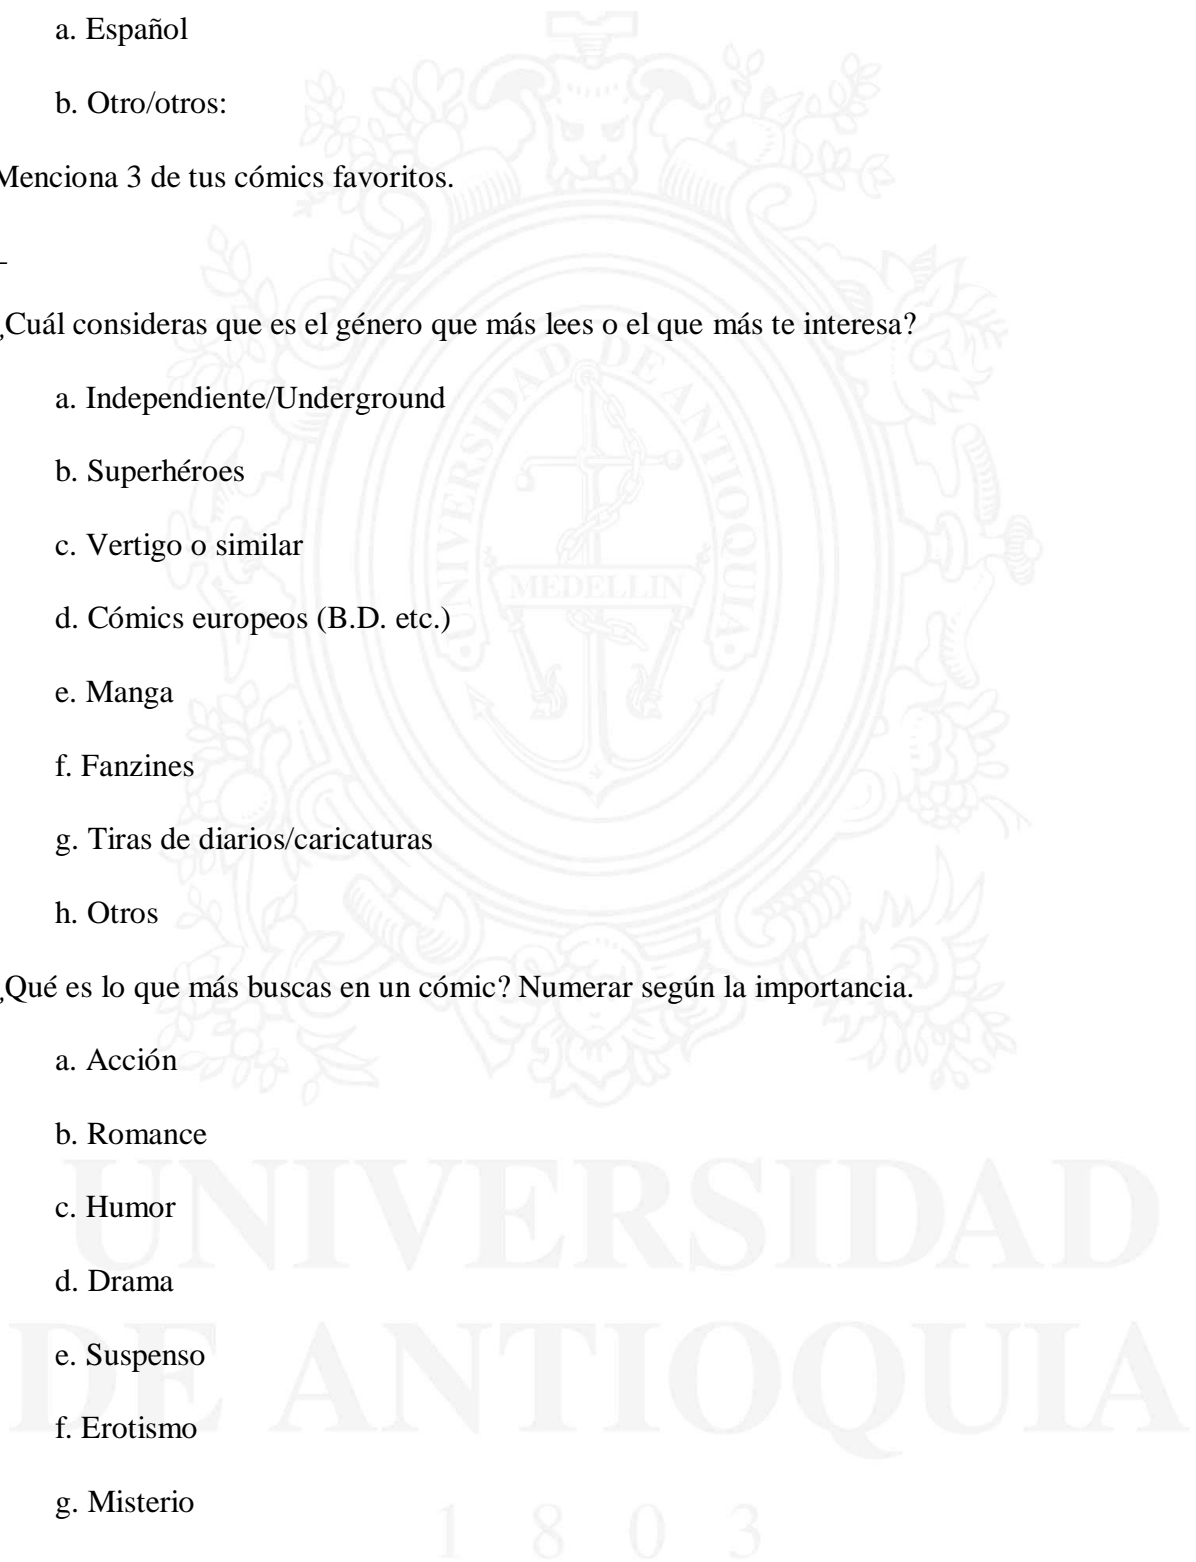 a. Español
b. Otro/otros:
Menciona 3 de tus cómics favoritos.
_
¿Cuál consideras que es el género que más lees o el que más te interesa?
a. Independiente/Underground
b. Superhéroes
c. Vertigo o similar
d. Cómics europeos (B.D. etc.)
e. Manga
f. Fanzines
g. Tiras de diarios/caricaturas
h. Otros
¿Qué es lo que más buscas en un cómic? Numerar según la importancia.
a. Acción
b. Romance
c. Humor
d. Drama
e. Suspenso
f. Erotismo
g. Misterio
UNIVERSIDAD DE ANTIOQUIA
MEDELLIN
UNIVERSIDAD
DE ANTIOQUIA
1803